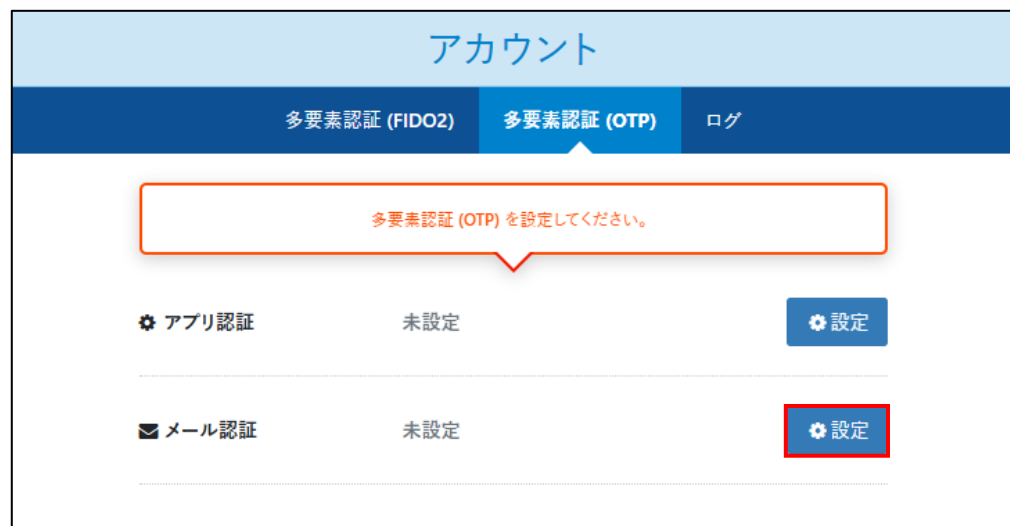 アカウント
多要素認証 (FIDO2) 多要素認証 (OTP) ログ
多要素認証 (OTP) を設定してください。
アプリ認証 未設定 設定
メール認証 未設定 設定